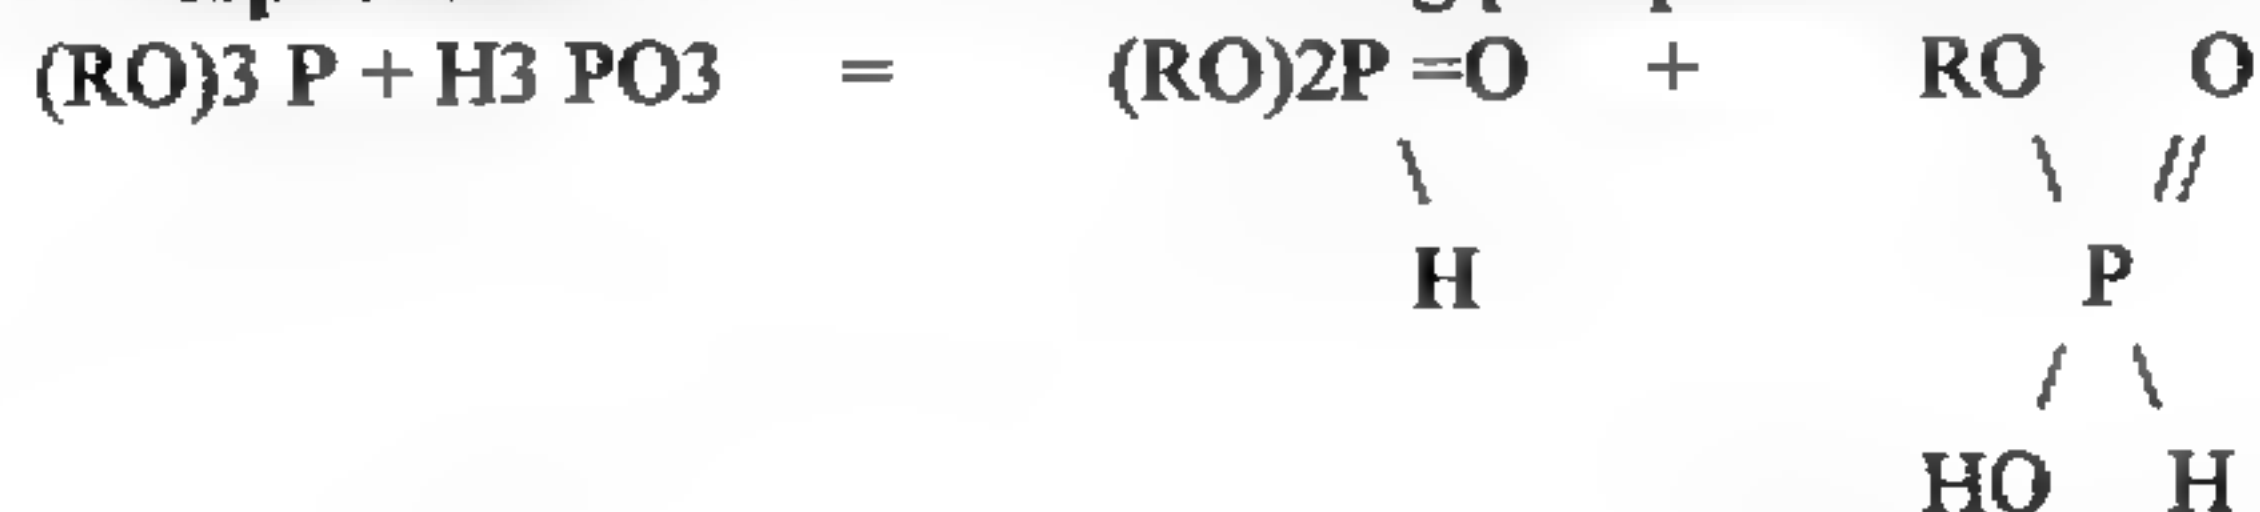 (RO)3 P + H3 PO3 = (RO)2P =O + RO O
\ \ //
H P
/ \
HO H